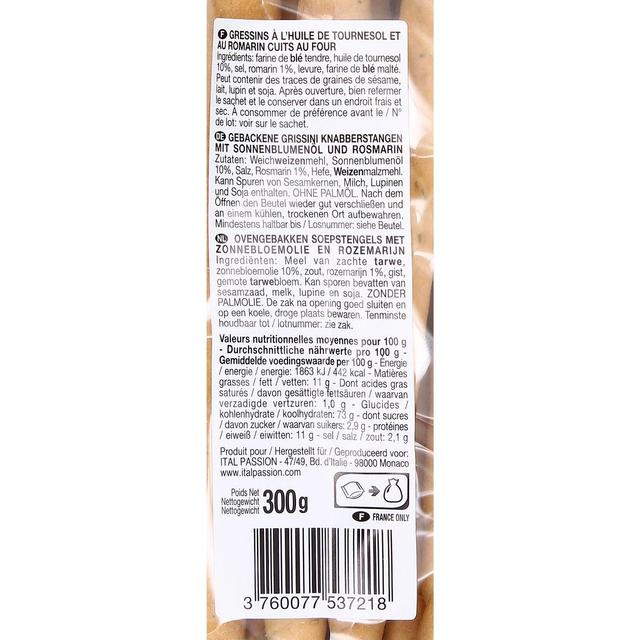 F GRESSINS À L'HUILE DE TOURNESOL ET
AU ROMARIN CUITS AU FOUR
Ingrédients: farine de blé tendre, huile de tournesol
10%, sel, romarin 1%, levure, farine de blé malté.
Peut contenir des traces de graines de sésame,
lait, lupin et soja. Après ouverture, bien refermer
le sachet et le conserver dans un endroit frais et
sec. À consommer de préférence avant le / N°
de lot: voir sur le sachet.
DE GEBACKENE GRISSINI KNABBERSTANGEN
MIT SONNENBLUMENÖL UND ROSMARIN
Zutaten: Weichweizenmehl, Sonnenblumenöl
10%, Salz, Rosmarin 1%, Hefe, Weizenmalzmehl.
Kann Spuren von Sesamkernen, Milch, Lupinen
und Soja enthalten. OHNE PALMÖL. Nach dem
Öffnen den Beutel wieder gut verschließen und
an einem kühlen, trockenen Ort aufbewahren.
Mindestens haltbar bis / Losnummer: siehe Beutel.
NL OVENGEBAKKEN SOEPSTENGELS MET
ZONNEBLOEMOLIE EN ROZEMARIJN
Ingrediënten: Meel van zachte tarwe,
zonnebloemolie 10%, zout, rozemarijn 1%, gist,
gemote tarwebloem. Kan sporen bevatten van
sesamzaad, melk, lupine en soja. ZONDER
PALMOLIE. De zak na opening goed sluiten en
op een koele, droge plaats bewaren. Tenminste
houdbaar tot / lotnummer: zie zak.
Valeurs nutritionnelles moyennes pour 100 g
- Durchschnittliche nährwerte pro 100 g -
Gemiddelde voedingswaarde per 100 g - Énergie
/ energie / energie: 1863 kJ / 442 kcal - Matières
grasses / fett / vetten: 11 g - Dont acides gras
saturés / davon gesättigte fettsäuren / waarvan
verzadigde vertzuren: 1,0 g - Glucides /
kohlenhydrate / koolhydraten: 73 g - dont sucres
/ davon zucker / waarvan suikers: 2,9 g - protéines
/ eiweiß / eiwitten: 11 g - sel / salz / zout: 2,1 g
Produit pour / Hergestellt für / Geproduceerd voor:
ITAL PASSION - 47/49, Bd. d'Italie - 98000 Monaco
www.italpassion.com
Poids Net
Nettogewicht
Nettogewicht
300g
F FRANCE ONLY
3 760077 537218